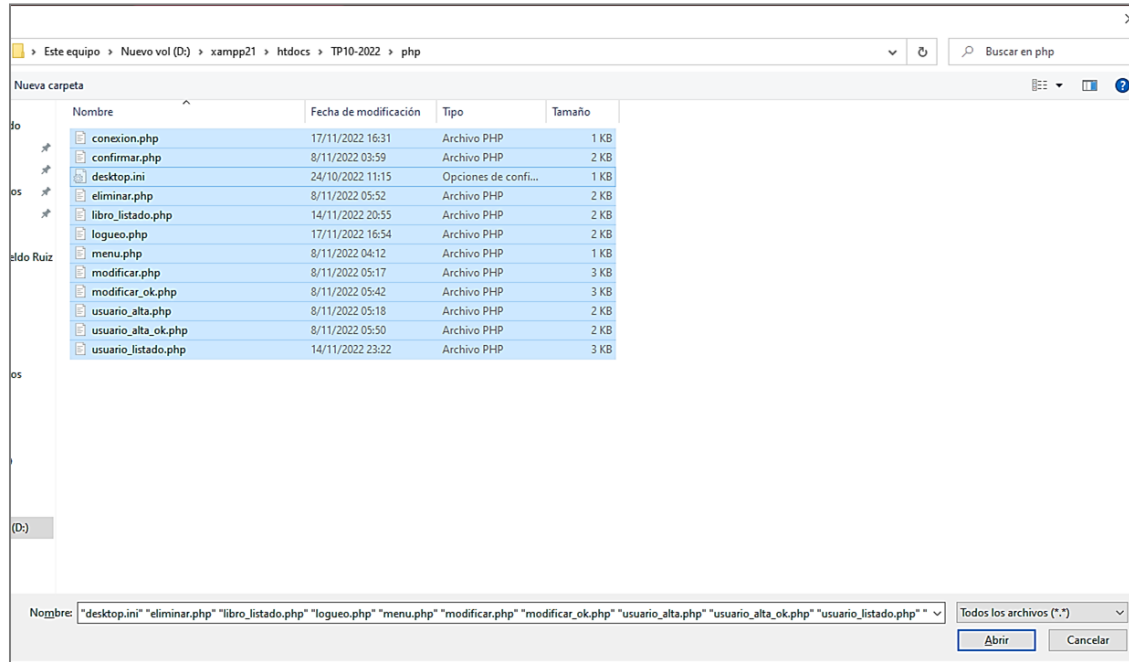 Este equipo > Nuevo vol (D:) > xampp21 > htdocs > TP10-2022 > php
Buscar en php
Nueva carpeta
Nombre Fecha de modificación Tipo Tamaño
conexion.php 17/11/2022 16:31 Archivo PHP 1 KB
confirmar.php 8/11/2022 03:59 Archivo PHP 2 KB
desktop.ini 24/10/2022 11:15 Opciones de confi... 1 KB
eliminar.php 8/11/2022 05:52 Archivo PHP 2 KB
libro_listado.php 14/11/2022 20:55 Archivo PHP 2 KB
logueo.php 17/11/2022 16:54 Archivo PHP 2 KB
menu.php 8/11/2022 04:12 Archivo PHP 1 KB
modificar.php 8/11/2022 05:17 Archivo PHP 3 KB
modificar_ok.php 8/11/2022 05:42 Archivo PHP 3 KB
usuario_alta.php 8/11/2022 05:18 Archivo PHP 2 KB
usuario_alta_ok.php 8/11/2022 05:50 Archivo PHP 2 KB
usuario_listado.php 14/11/2022 23:22 Archivo PHP 3 KB
do
os
eldo Ruiz
os
(D:)
Nombre: "desktop.ini" "eliminar.php" "libro_listado.php" "logueo.php" "menu.php" "modificar.php" "modificar_ok.php" "usuario_alta.php" "usuario_alta_ok.php" "usuario_listado.php" "
Todos los archivos (*.*)
Abrir Cancelar